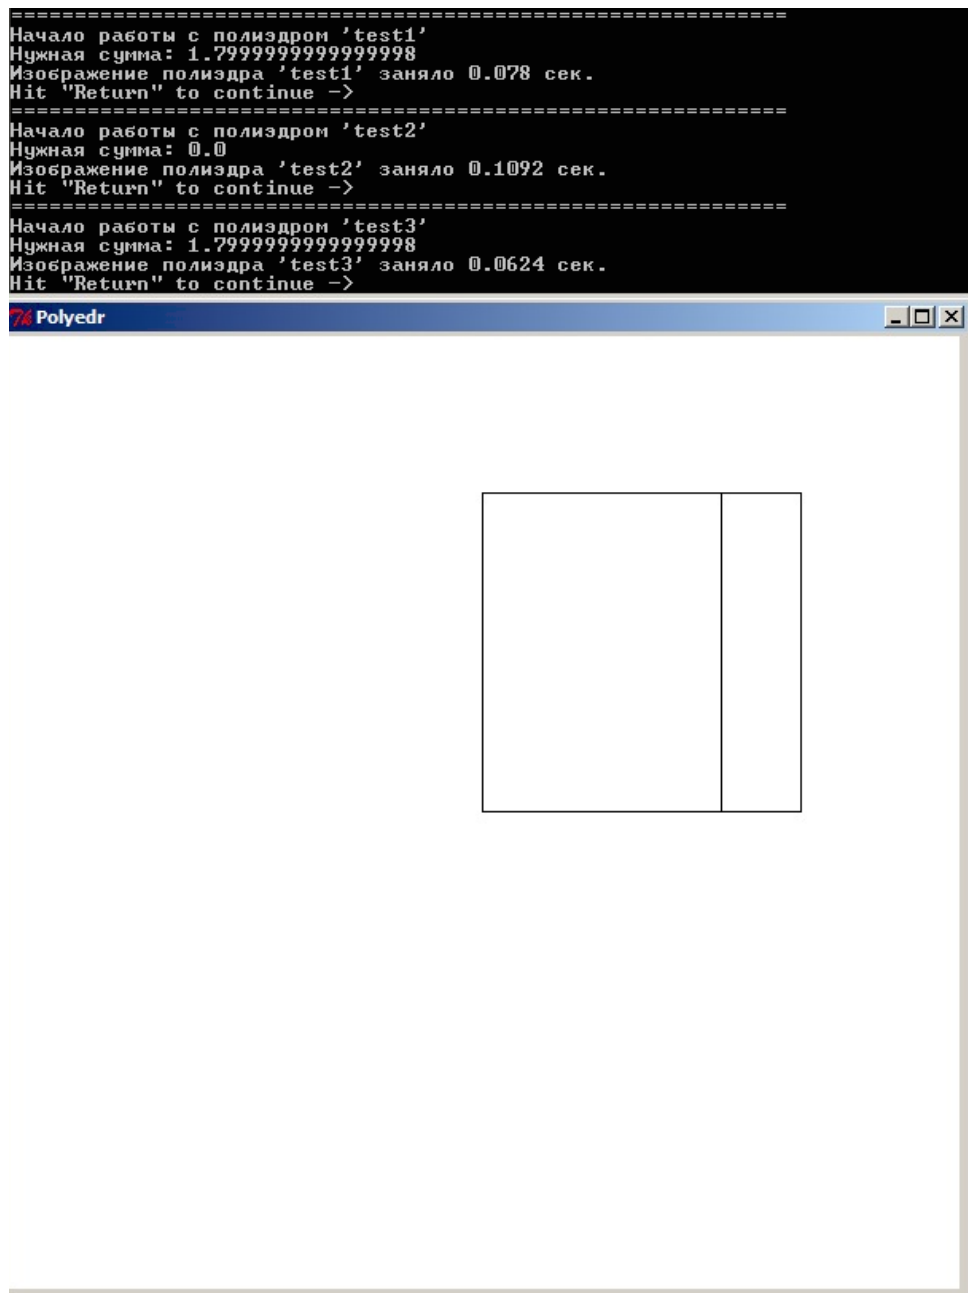 =============================================================
Начало работы с полиэдром 'test1'
Нужная сумма: 1.7999999999999998
Изображение полиэдра 'test1' заняло 0.078 сек.
Hit "Return" to continue ->
=============================================================
Начало работы с полиэдром 'test2'
Нужная сумма: 0.0
Изображение полиэдра 'test2' заняло 0.1092 сек.
Hit "Return" to continue ->
=============================================================
Начало работы с полиэдром 'test3'
Нужная сумма: 1.7999999999999998
Изображение полиэдра 'test3' заняло 0.0624 сек.
Hit "Return" to continue ->
Polyedr